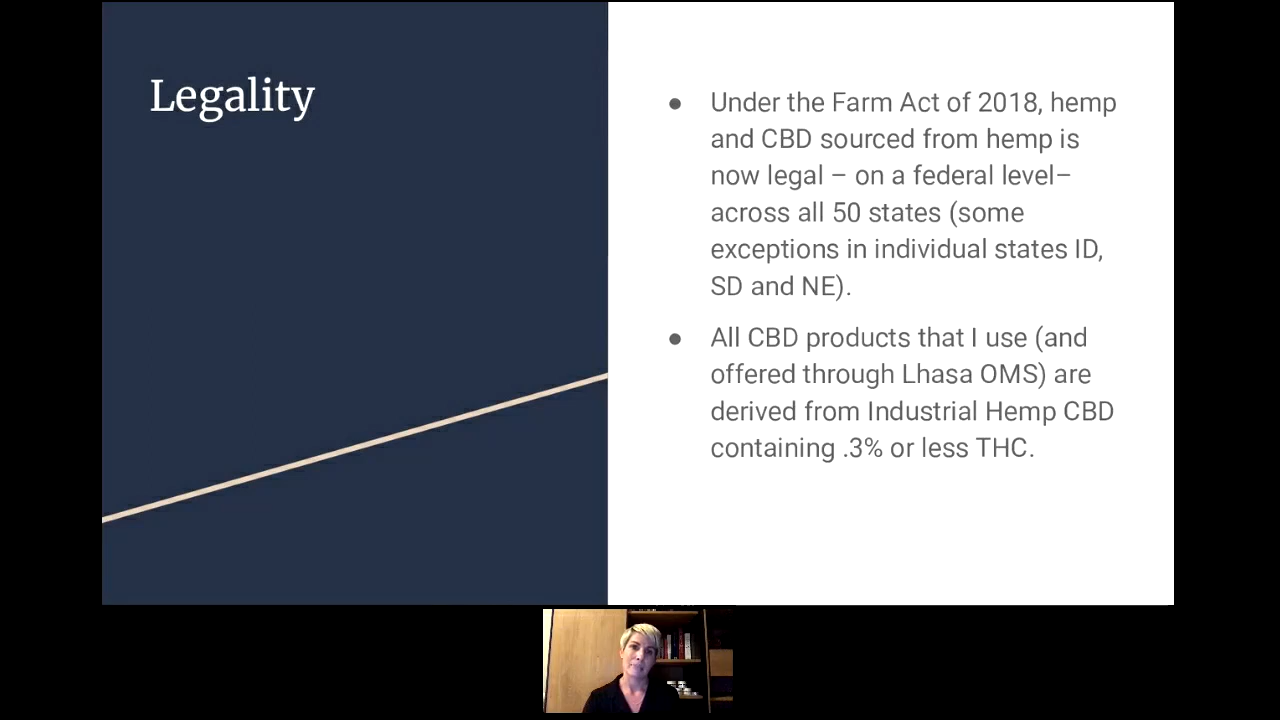 Legality
● Under the Farm Act of 2018, hemp
and CBD sourced from hemp is
now legal – on a federal level–
across all 50 states (some
exceptions in individual states ID,
SD and NE).
● All CBD products that I use (and
offered through Lhasa OMS) are
derived from Industrial Hemp CBD
containing .3% or less THC.